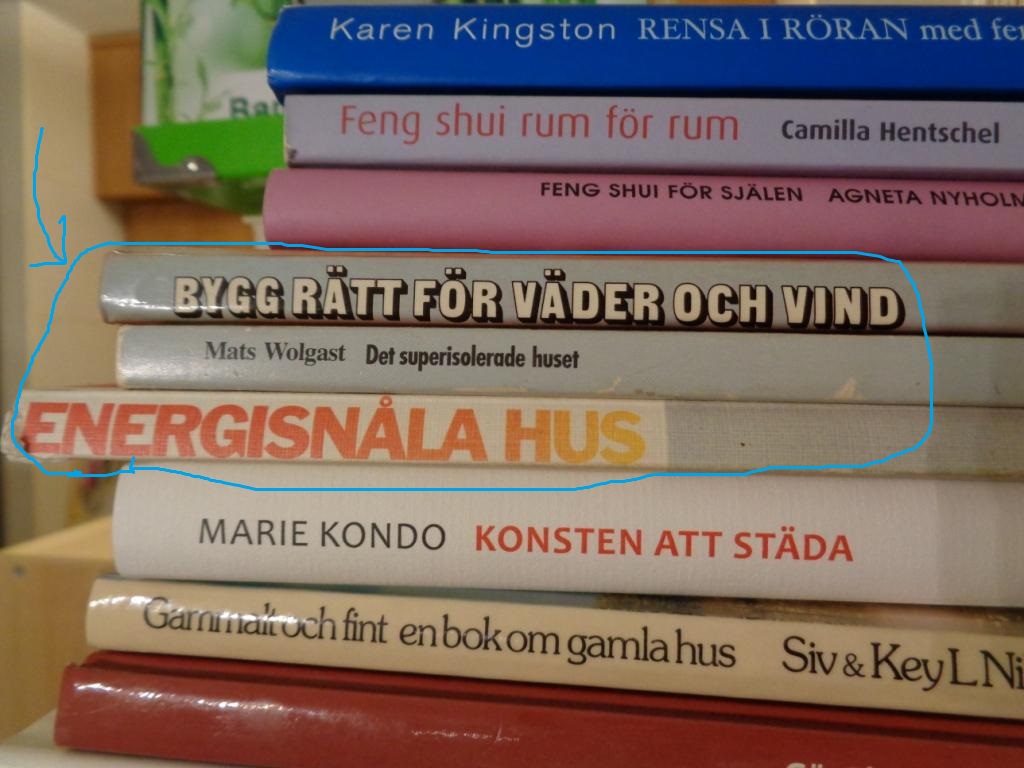 Karen Kingston RENSA I RÖRAN med
Feng shui rum för rum Camilla Hentschel
FENG SHUI FÖR SJÄLEN AGNETA NYHOLM
BYGG RÄTT FÖR VÄDER OCH VIND
Mats Wolgast Det superisolerade huset
ENERGISNÅLA HUS
MARIE KONDO KONSTEN ATT STÄDA
Gammalt och fint en bok om gamla hus Siv & Key L Ni